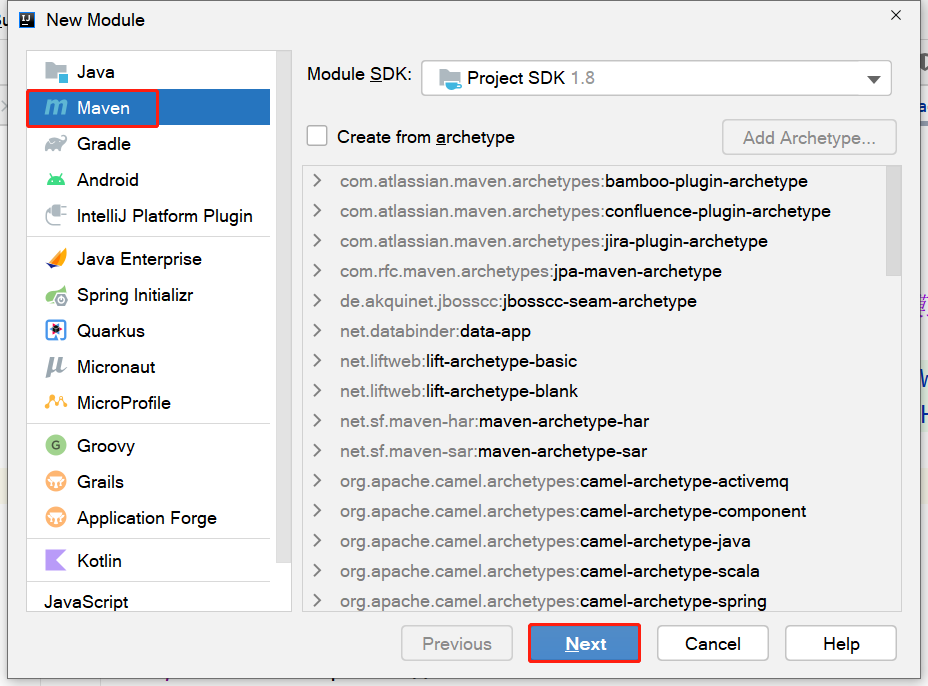 New Module
Java
Maven
Gradle
Android
IntelliJ Platform Plugin
Java Enterprise
Spring Initializr
Quarkus
Micronaut
MicroProfile
Groovy
Grails
Application Forge
Kotlin
JavaScript
Module SDK: Project SDK 1.8
Create from archetype Add Archetype...
com.atlassian.maven.archetypes:bamboo-plugin-archetype
com.atlassian.maven.archetypes:confluence-plugin-archetype
com.atlassian.maven.archetypes:jira-plugin-archetype
com.rfc.maven.archetypes:jpa-maven-archetype
de.akquinet.jbosscc:jbosscc-seam-archetype
net.databinder:data-app
net.liftweb:lift-archetype-basic
net.liftweb:lift-archetype-blank
net.sf.maven-har:maven-archetype-har
net.sf.maven-sar:maven-archetype-sar
org.apache.camel.archetypes:camel-archetype-activemq
org.apache.camel.archetypes:camel-archetype-component
org.apache.camel.archetypes:camel-archetype-java
org.apache.camel.archetypes:camel-archetype-scala
org.apache.camel.archetypes:camel-archetype-spring
Previous Next Cancel Help